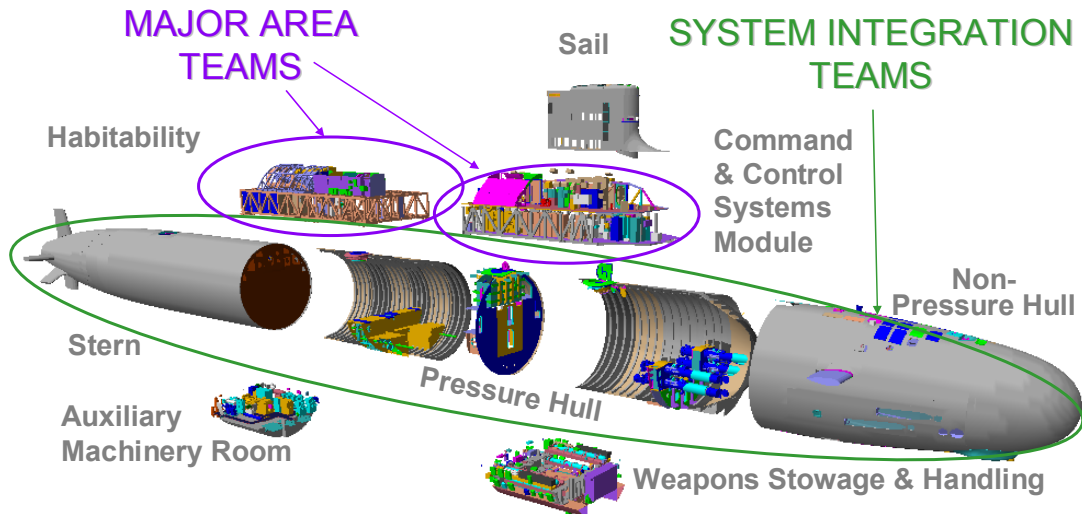 MAJOR AREA
TEAMS
Sail
SYSTEM INTEGRATION
TEAMS
Habitability
Command
& Control
Systems
Module
Non-
Pressure Hull
Stern
Pressure Hull
Auxiliary
Machinery Room
Weapons Stowage & Handling